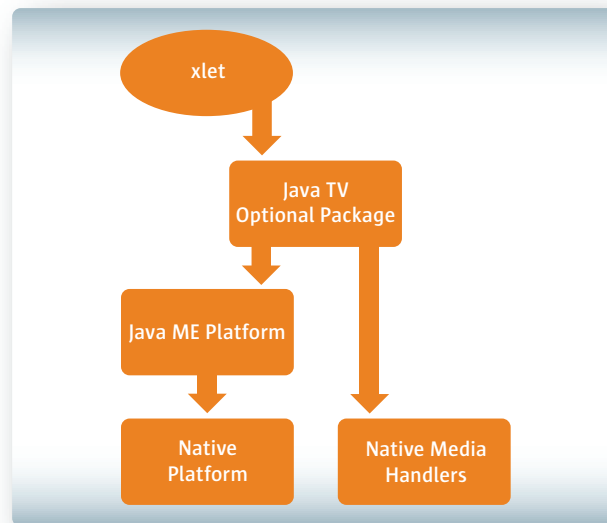 xlet
Java TV
Optional Package
Java ME Platform
Native
Platform
Native Media
Handlers